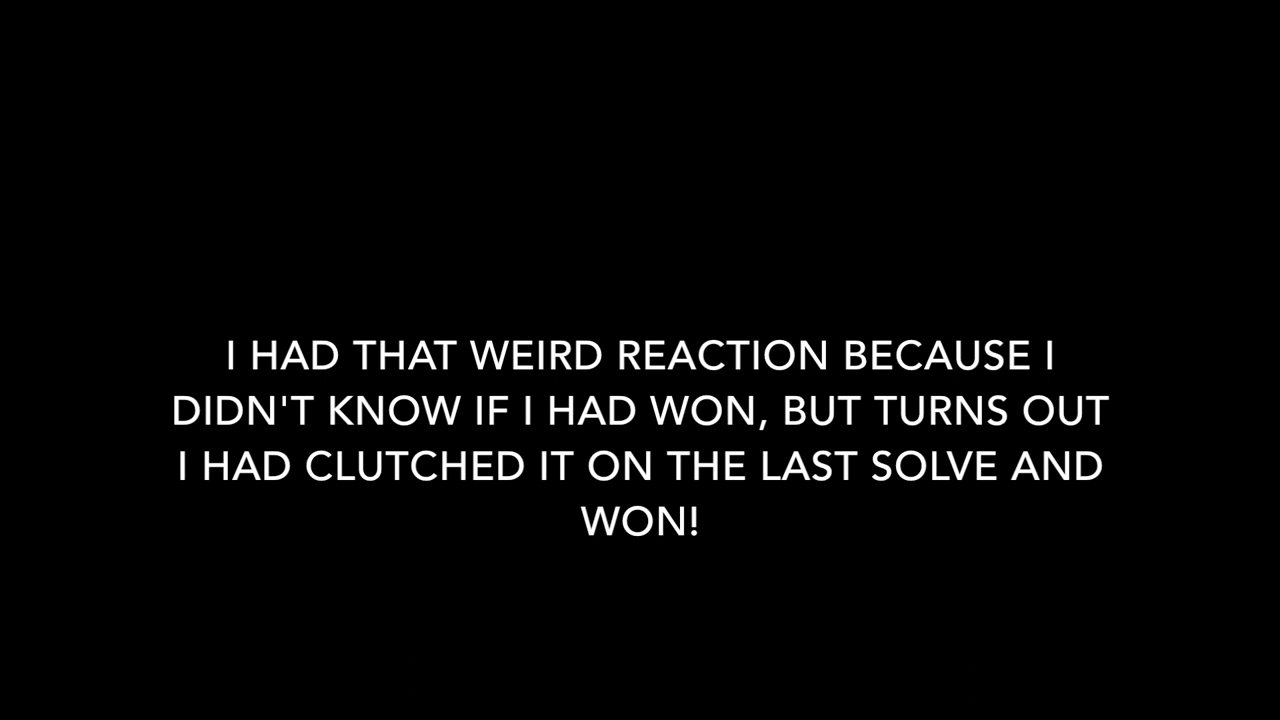 I HAD THAT WEIRD REACTION BECAUSE I
DIDN'T KNOW IF I HAD WON, BUT TURNS OUT
I HAD CLUTCHED IT ON THE LAST SOLVE AND
WON!